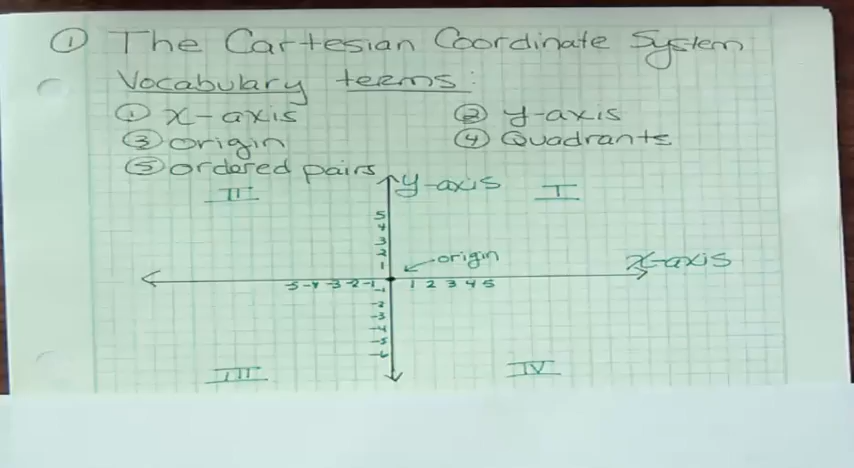 ① The Cartesian Coordinate System
Vocabulary terms:
① x-axis ② y-axis
③ origin ④ Quadrants
⑤ ordered pairs
y-axis
II I
5
4
3
2
1
origin
x-axis
-5 -4 -3 -2 -1 1 2 3 4 5
-1
-2
-3
-4
-5
-6
III IV